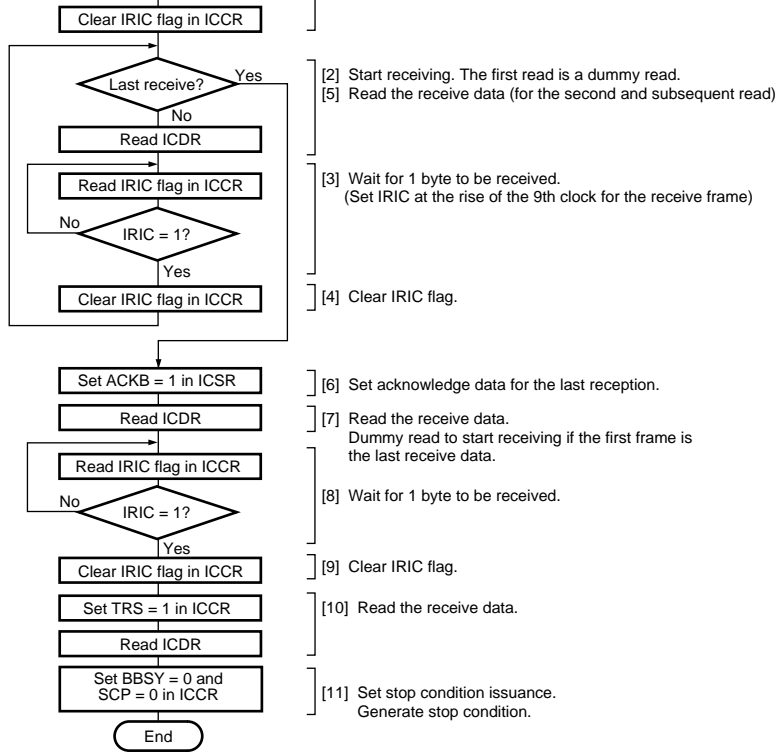 Clear IRIC flag in ICCR
Last receive?
Yes
[2] Start receiving. The first read is a dummy read.
[5] Read the receive data (for the second and subsequent read)
No
Read ICDR
Read IRIC flag in ICCR
[3] Wait for 1 byte to be received.
(Set IRIC at the rise of the 9th clock for the receive frame)
No
IRIC = 1?
Yes
Clear IRIC flag in ICCR
[4] Clear IRIC flag.
Set ACKB = 1 in ICSR
[6] Set acknowledge data for the last reception.
Read ICDR
[7] Read the receive data.
Dummy read to start receiving if the first frame is
the last receive data.
Read IRIC flag in ICCR
[8] Wait for 1 byte to be received.
No
IRIC = 1?
Yes
Clear IRIC flag in ICCR
[9] Clear IRIC flag.
Set TRS = 1 in ICCR
[10] Read the receive data.
Read ICDR
Set BBSY = 0 and
SCP = 0 in ICCR
[11] Set stop condition issuance.
Generate stop condition.
End